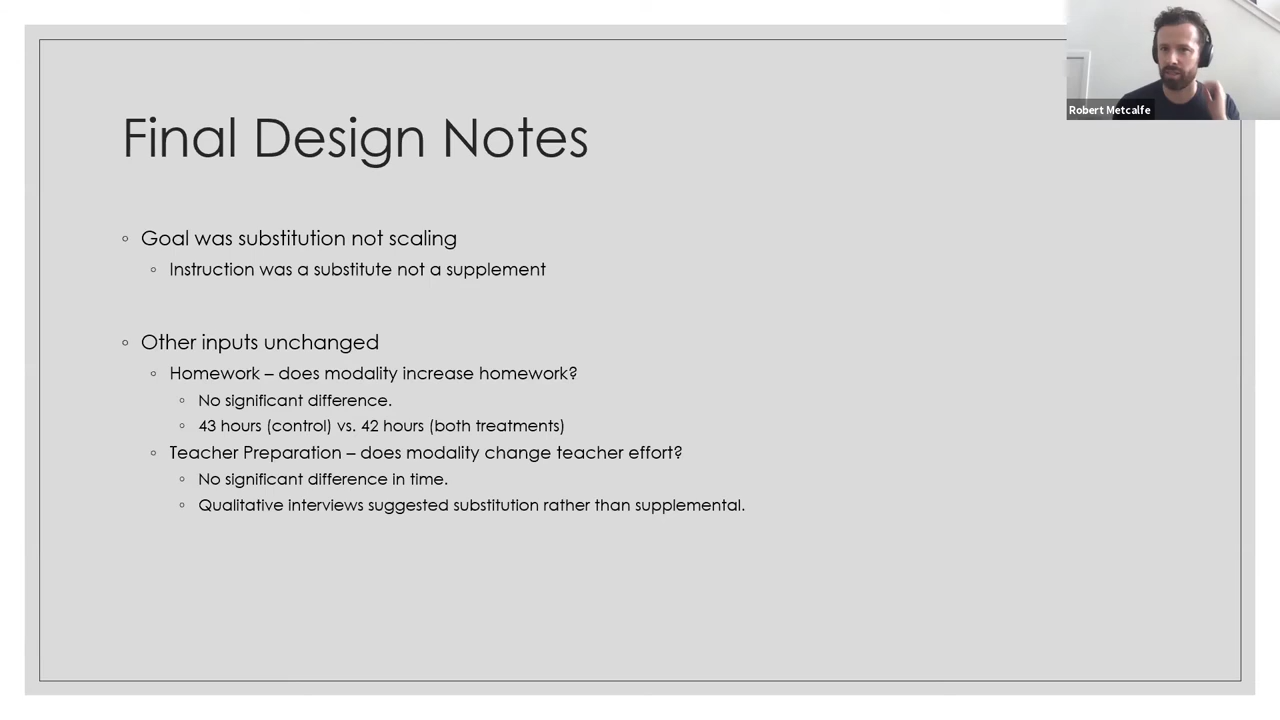 Robert Metcalfe
Final Design Notes
◦ Goal was substitution not scaling
◦ Instruction was a substitute not a supplement
◦ Other inputs unchanged
◦ Homework – does modality increase homework?
◦ No significant difference.
◦ 43 hours (control) vs. 42 hours (both treatments)
◦ Teacher Preparation – does modality change teacher effort?
◦ No significant difference in time.
◦ Qualitative interviews suggested substitution rather than supplemental.